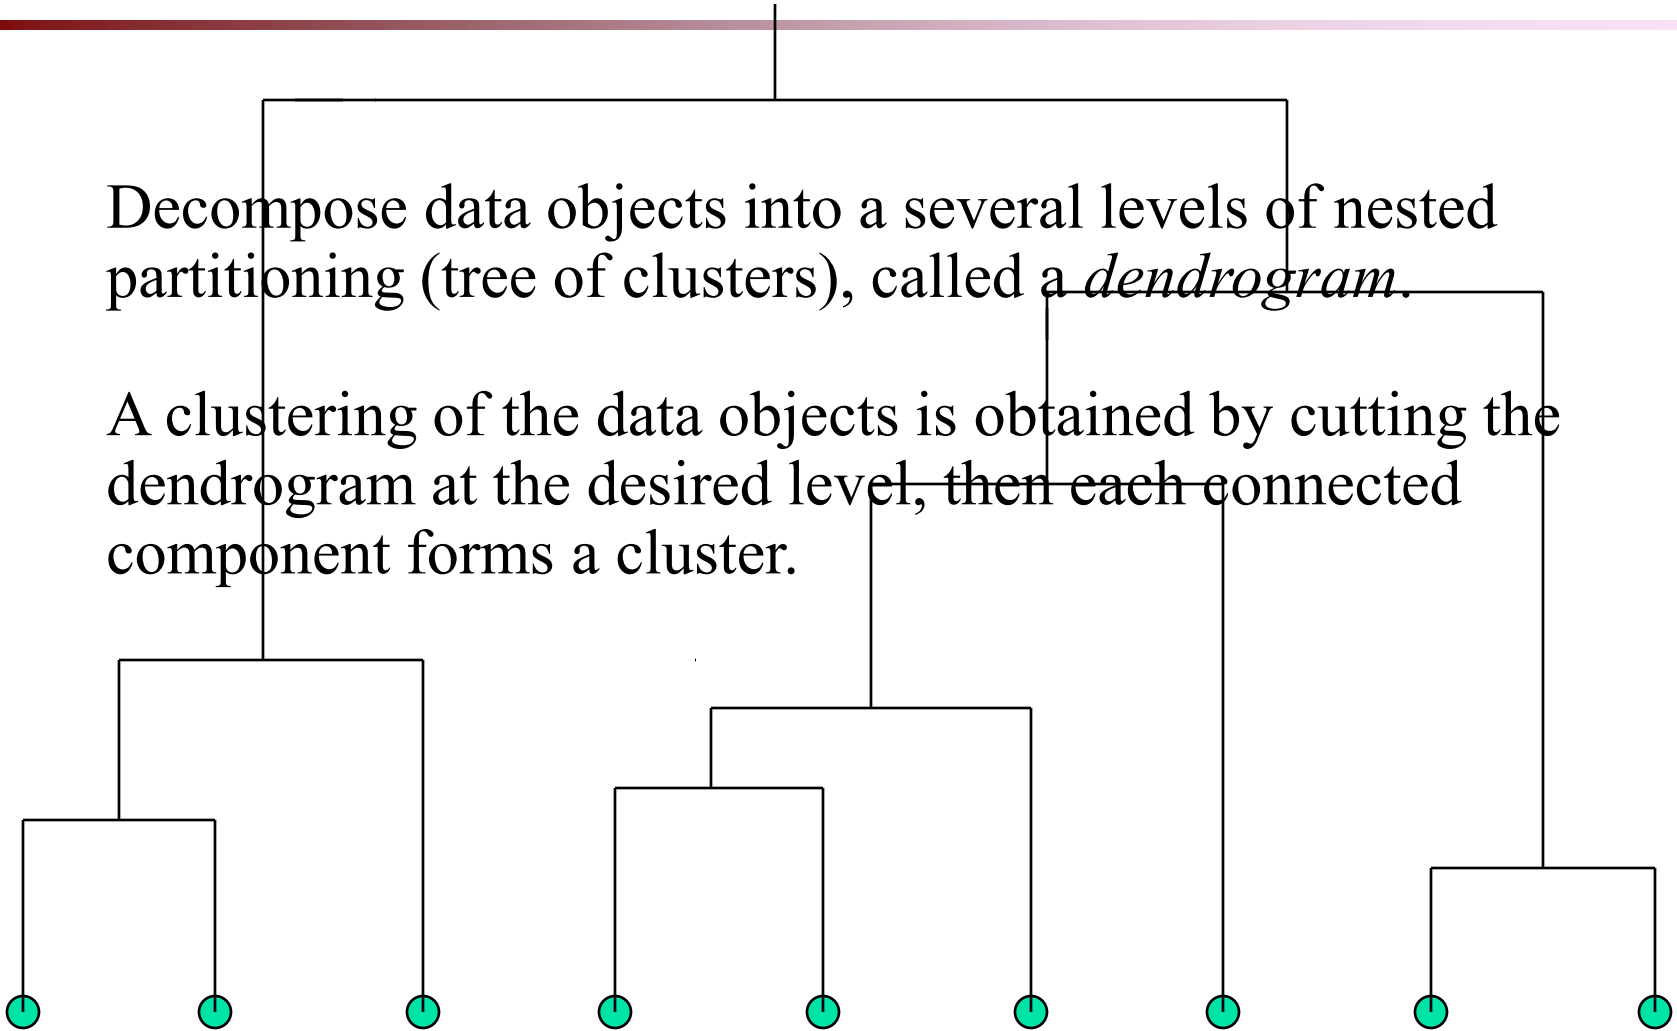 Decompose data objects into a several levels of nested
partitioning (tree of clusters), called a dendrogram.
A clustering of the data objects is obtained by cutting the
dendrogram at the desired level, then each connected
component forms a cluster.